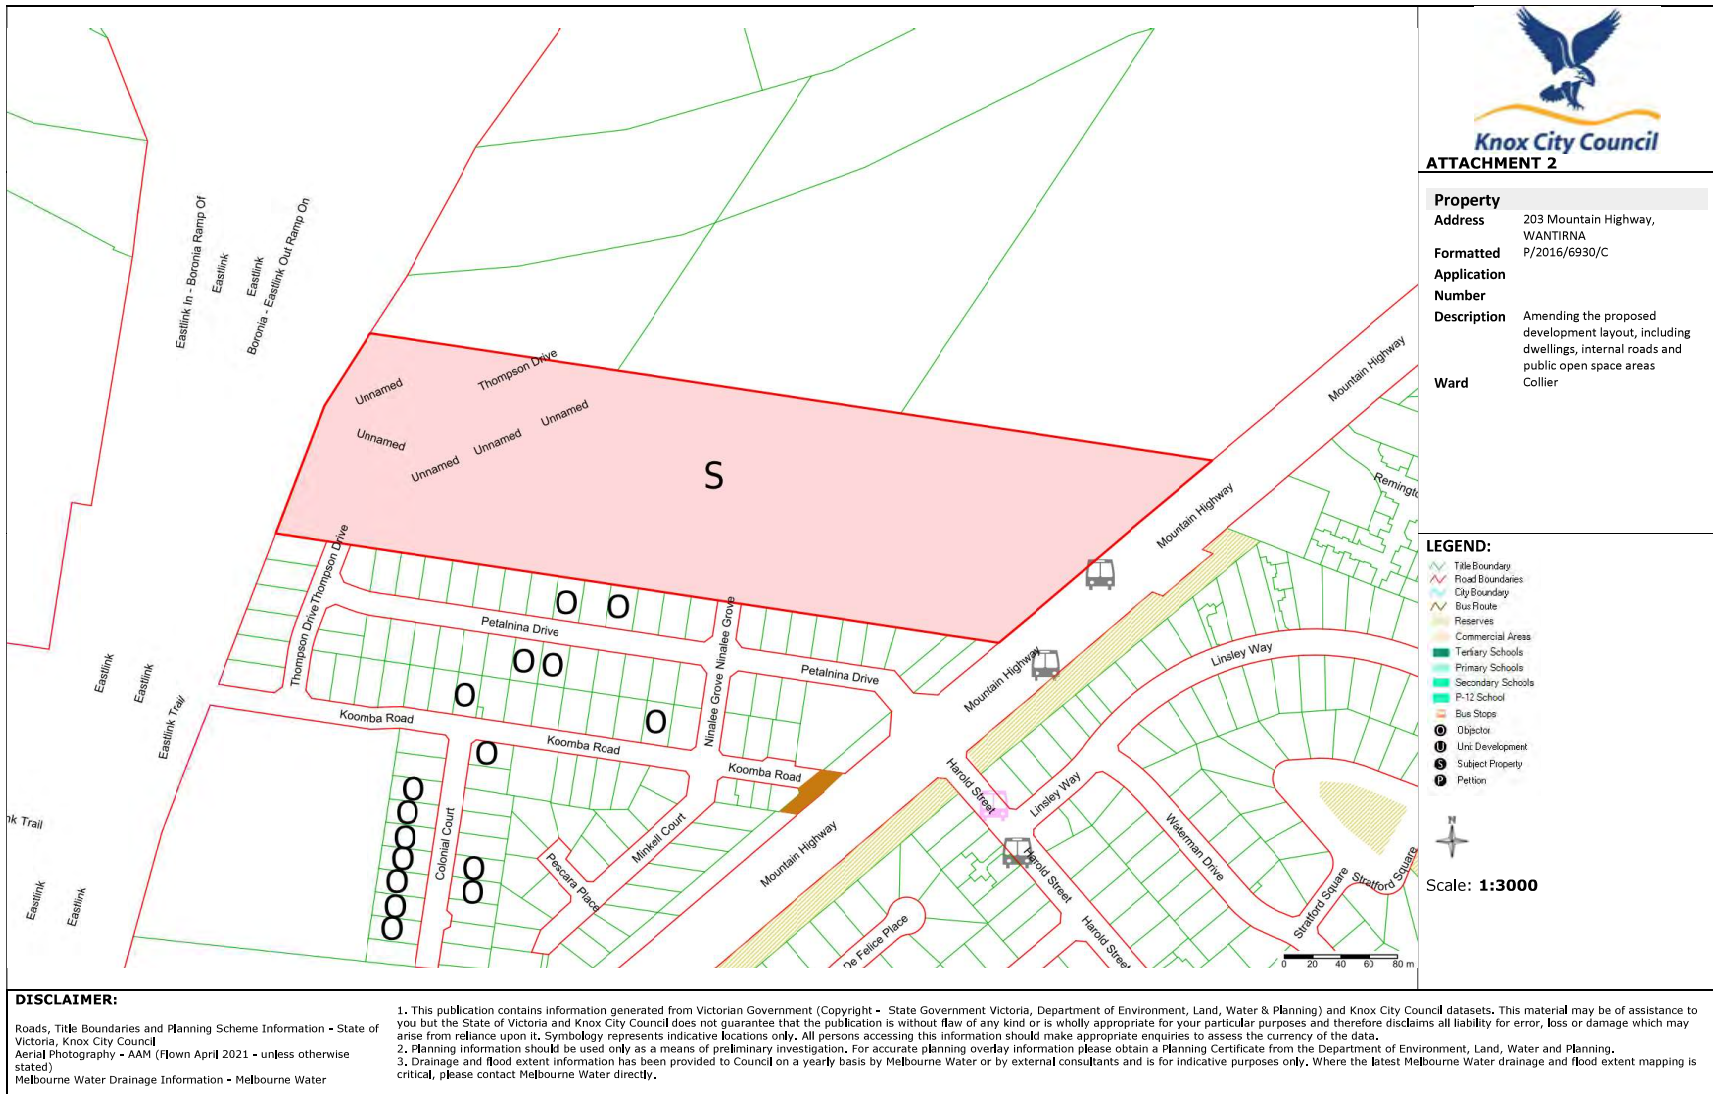 Knox City Council
ATTACHMENT 2
Property
Address 203 Mountain Highway,
WANTIRNA
Formatted P/2016/6930/C
Application
Number
Description Amending the proposed
development layout, including
dwellings, internal roads and
public open space areas
Ward Collier
LEGEND:
Title Boundary
Road Boundaries
City Boundary
Bus Route
Reserves
Commercial Areas
Tertiary Schools
Primary Schools
Secondary Schools
P-12 School
Bus Stops
O Objector
U Unit Development
S Subject Property
P Petition
N
Scale: 1:3000
Eastlink In - Boronia Ramp Of
Eastlink
Eastlink
Boronia - Eastlink Out Ramp On
Unnamed
Thompson Drive
Unnamed
Unnamed
Unnamed
Unnamed
S
Mountain Highway
Mountain Highway
Remingto
Thompson Drive
Thompson Drive
Thompson Drive
O
O
Petalnina Drive
Ninalee Grove
Ninalee Grove
Ninalee Grove
Petalnina Drive
Mountain Highway
Mountain Highway
Linsley Way
O
O
O
O
O
Koomba Road
Koomba Road
Koomba Road
Eastlink
Eastlink
Eastlink Trail
nk Trail
Eastlink
Eastlink
O
O
O
O
O
O
O
O
O
Colonial Court
Minkell Court
Pescara Place
Mountain Highway
Harold Street
Linsley Way
Harold Street
Harold Street
Waterman Drive
Stratford Square
Stratford Square
De Felice Place
0 20 40 60 80 m
DISCLAIMER:
Roads, Title Boundaries and Planning Scheme Information - State of
Victoria, Knox City Council
Aerial Photography - AAM (Flown April 2021 - unless otherwise
stated)
Melbourne Water Drainage Information - Melbourne Water
1. This publication contains information generated from Victorian Government (Copyright - State Government Victoria, Department of Environment, Land, Water & Planning) and Knox City Council datasets. This material may be of assistance to
you but the State of Victoria and Knox City Council does not guarantee that the publication is without flaw of any kind or is wholly appropriate for your particular purposes and therefore disclaims all liability for error, loss or damage which may
arise from reliance upon it. Symbology represents indicative locations only. All persons accessing this information should make appropriate enquiries to assess the currency of the data.
2. Planning information should be used only as a means of preliminary investigation. For accurate planning overlay information please obtain a Planning Certificate from the Department of Environment, Land, Water and Planning.
3. Drainage and flood extent information has been provided to Council on a yearly basis by Melbourne Water or by external consultants and is for indicative purposes only. Where the latest Melbourne Water drainage and flood extent mapping is
critical, please contact Melbourne Water directly.